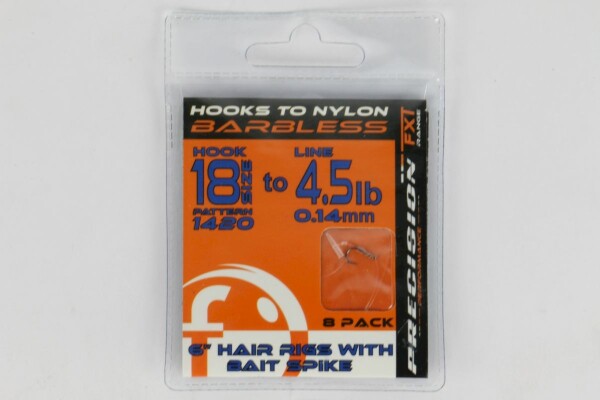 HOOKS TO NYLON
BARBLESS
HOOK
18 SIZE
PATTERN
1420
to
LINE
4.5lb
0.14mm
8 PACK
6" HAIR RIGS WITH
BAIT SPIKE
PRECISION
PERFORMANCE
FX1
RANGE
f